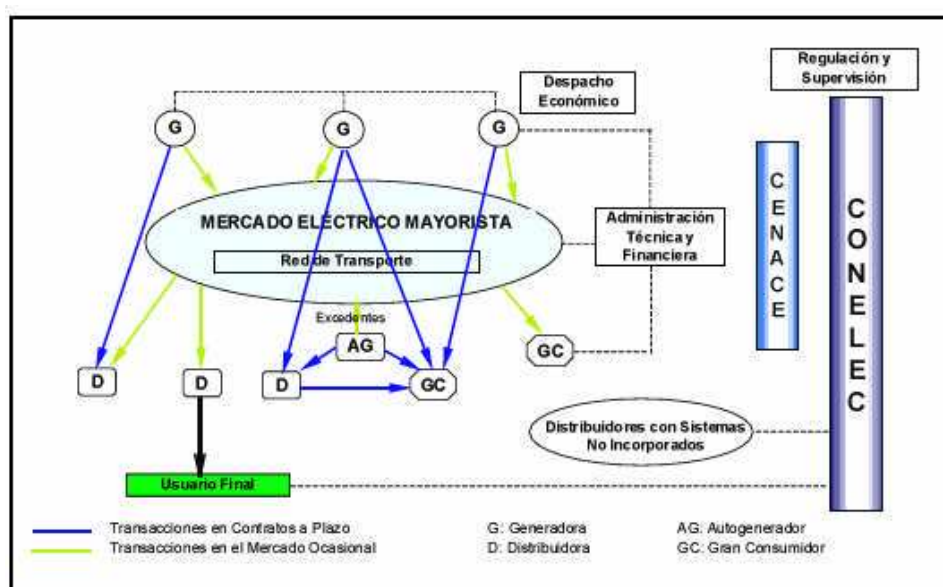 Regulación y
Supervisión
Despacho
Económico
G
G
G
MERCADO ELÉCTRICO MAYORISTA
Red de Transporte
Administración
Técnica y
Financiera
CENACE
CONELEC
Excedentes
AG
GC
D
D
D
GC
Distribuidores con Sistemas
No Incorporados
Usuario Final
Transacciones en Contratos a Plazo
G: Generadora
AG: Autogenerador
Transacciones en el Mercado Ocasional
D: Distribuidora
GC: Gran Consumidor